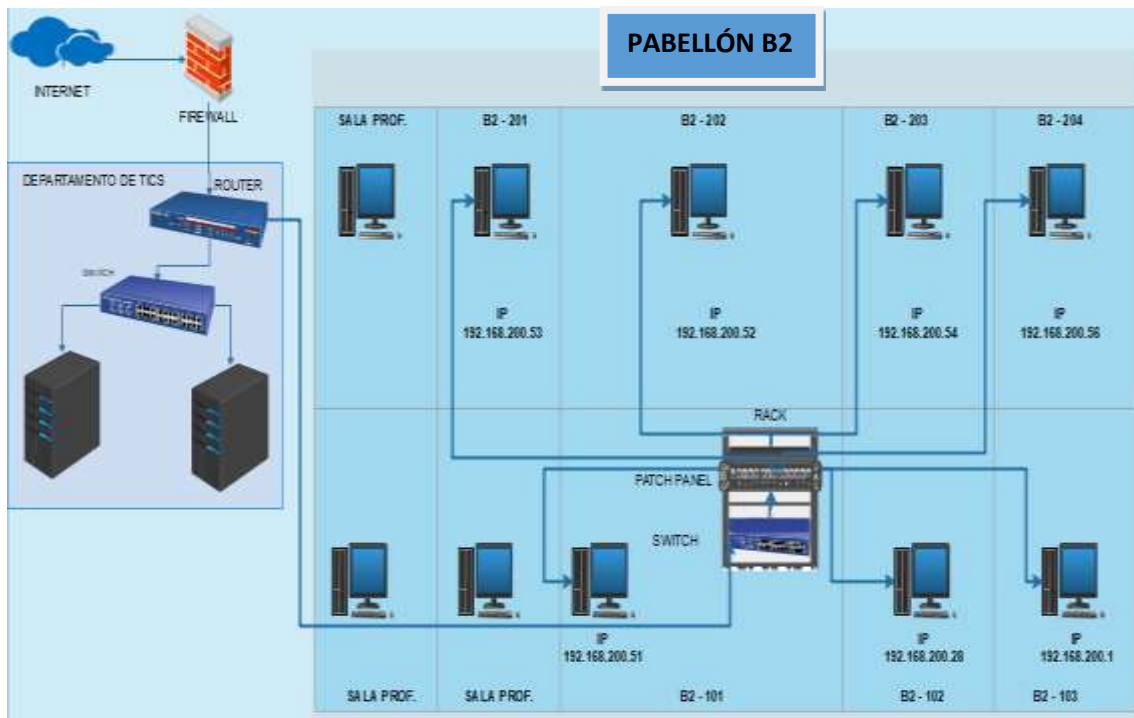 PABELLÓN B2
INTERNET
FIREWALL
DEPARTAMENTO DE TICS
ROUTER
SWITCH
SALA PROF.
B2 - 201
B2 - 202
B2 - 203
B2 - 204
IP
192.168.200.53
IP
192.168.200.52
IP
192.168.200.54
IP
192.168.200.56
RACK
PATCH PANEL
SWITCH
IP
192.168.200.51
IP
192.168.200.28
IP
192.168.200.1
SALA PROF.
SALA PROF.
B2 - 101
B2 - 102
B2 - 103